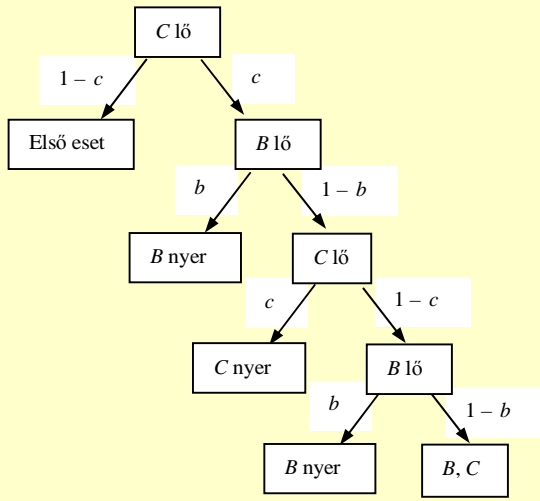 C lő
1 – c
c
Első eset
B lő
b
1 – b
B nyer
C lő
c
1 – c
C nyer
B lő
b
1 – b
B nyer
B, C